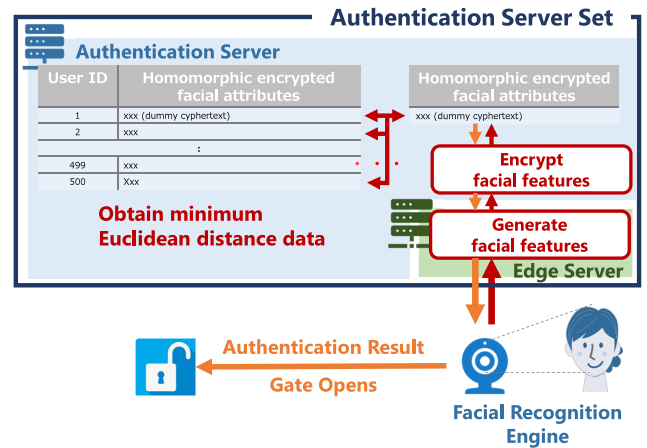 Authentication Server Set
Authentication Server
User ID Homomorphic encrypted
facial attributes
1 xxx (dummy cyphertext)
2 xxx
:
499 xxx
500 Xxx
Homomorphic encrypted
facial attributes
xxx (dummy cyphertext)
Encrypt
facial features
Obtain minimum
Euclidean distance data
Generate
facial features
Edge Server
Authentication Result
Gate Opens
Facial Recognition
Engine